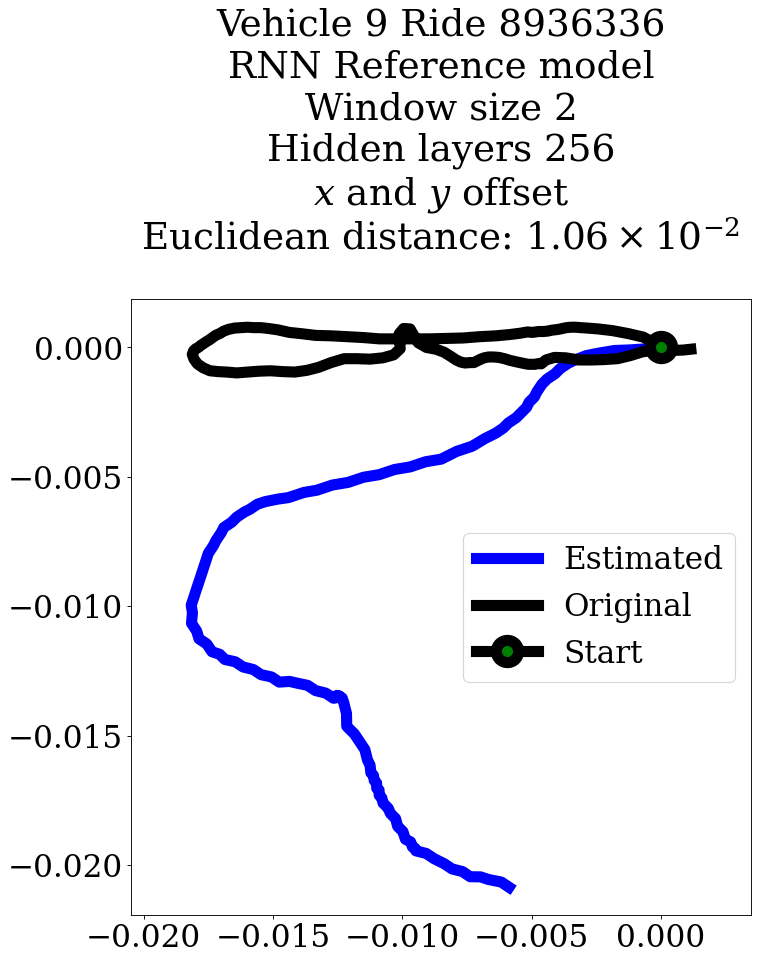 Vehicle 9 Ride 8936336
RNN Reference model
Window size 2
Hidden layers 256
x and y offset
Euclidean distance: 1.06 × 10⁻²
0.000
−0.005
−0.010
−0.015
−0.020
Estimated
Original
Start
−0.020 −0.015 −0.010 −0.005 0.000